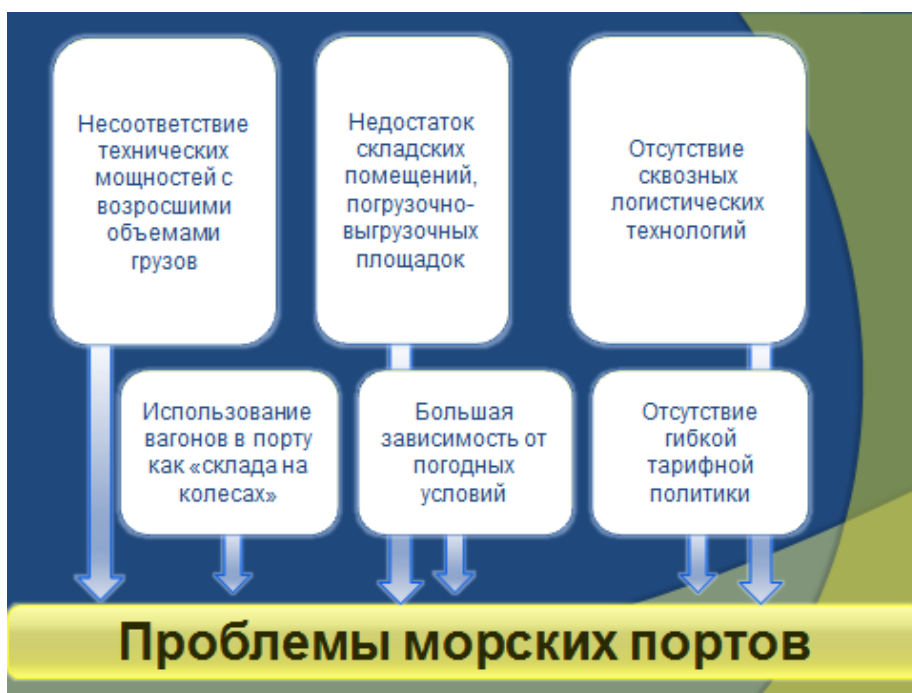 Несоответствие
технических
мощностей с
возросшими
объемами
грузов
Недостаток
складских
помещений,
погрузочно-
выгрузочных
площадок
Отсутствие
сквозных
логистических
технологий
Использование
вагонов в порту
как «склада на
колесах»
Большая
зависимость от
погодных
условий
Отсутствие
гибкой
тарифной
политики
Проблемы морских портов